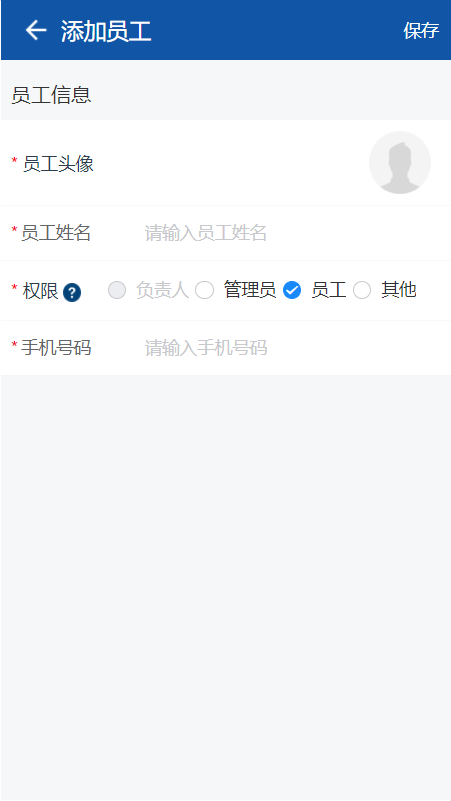 添加员工 保存
员工信息
* 员工头像
* 员工姓名 请输入员工姓名
* 权限 ? 负责人 管理员 员工 其他
* 手机号码 请输入手机号码